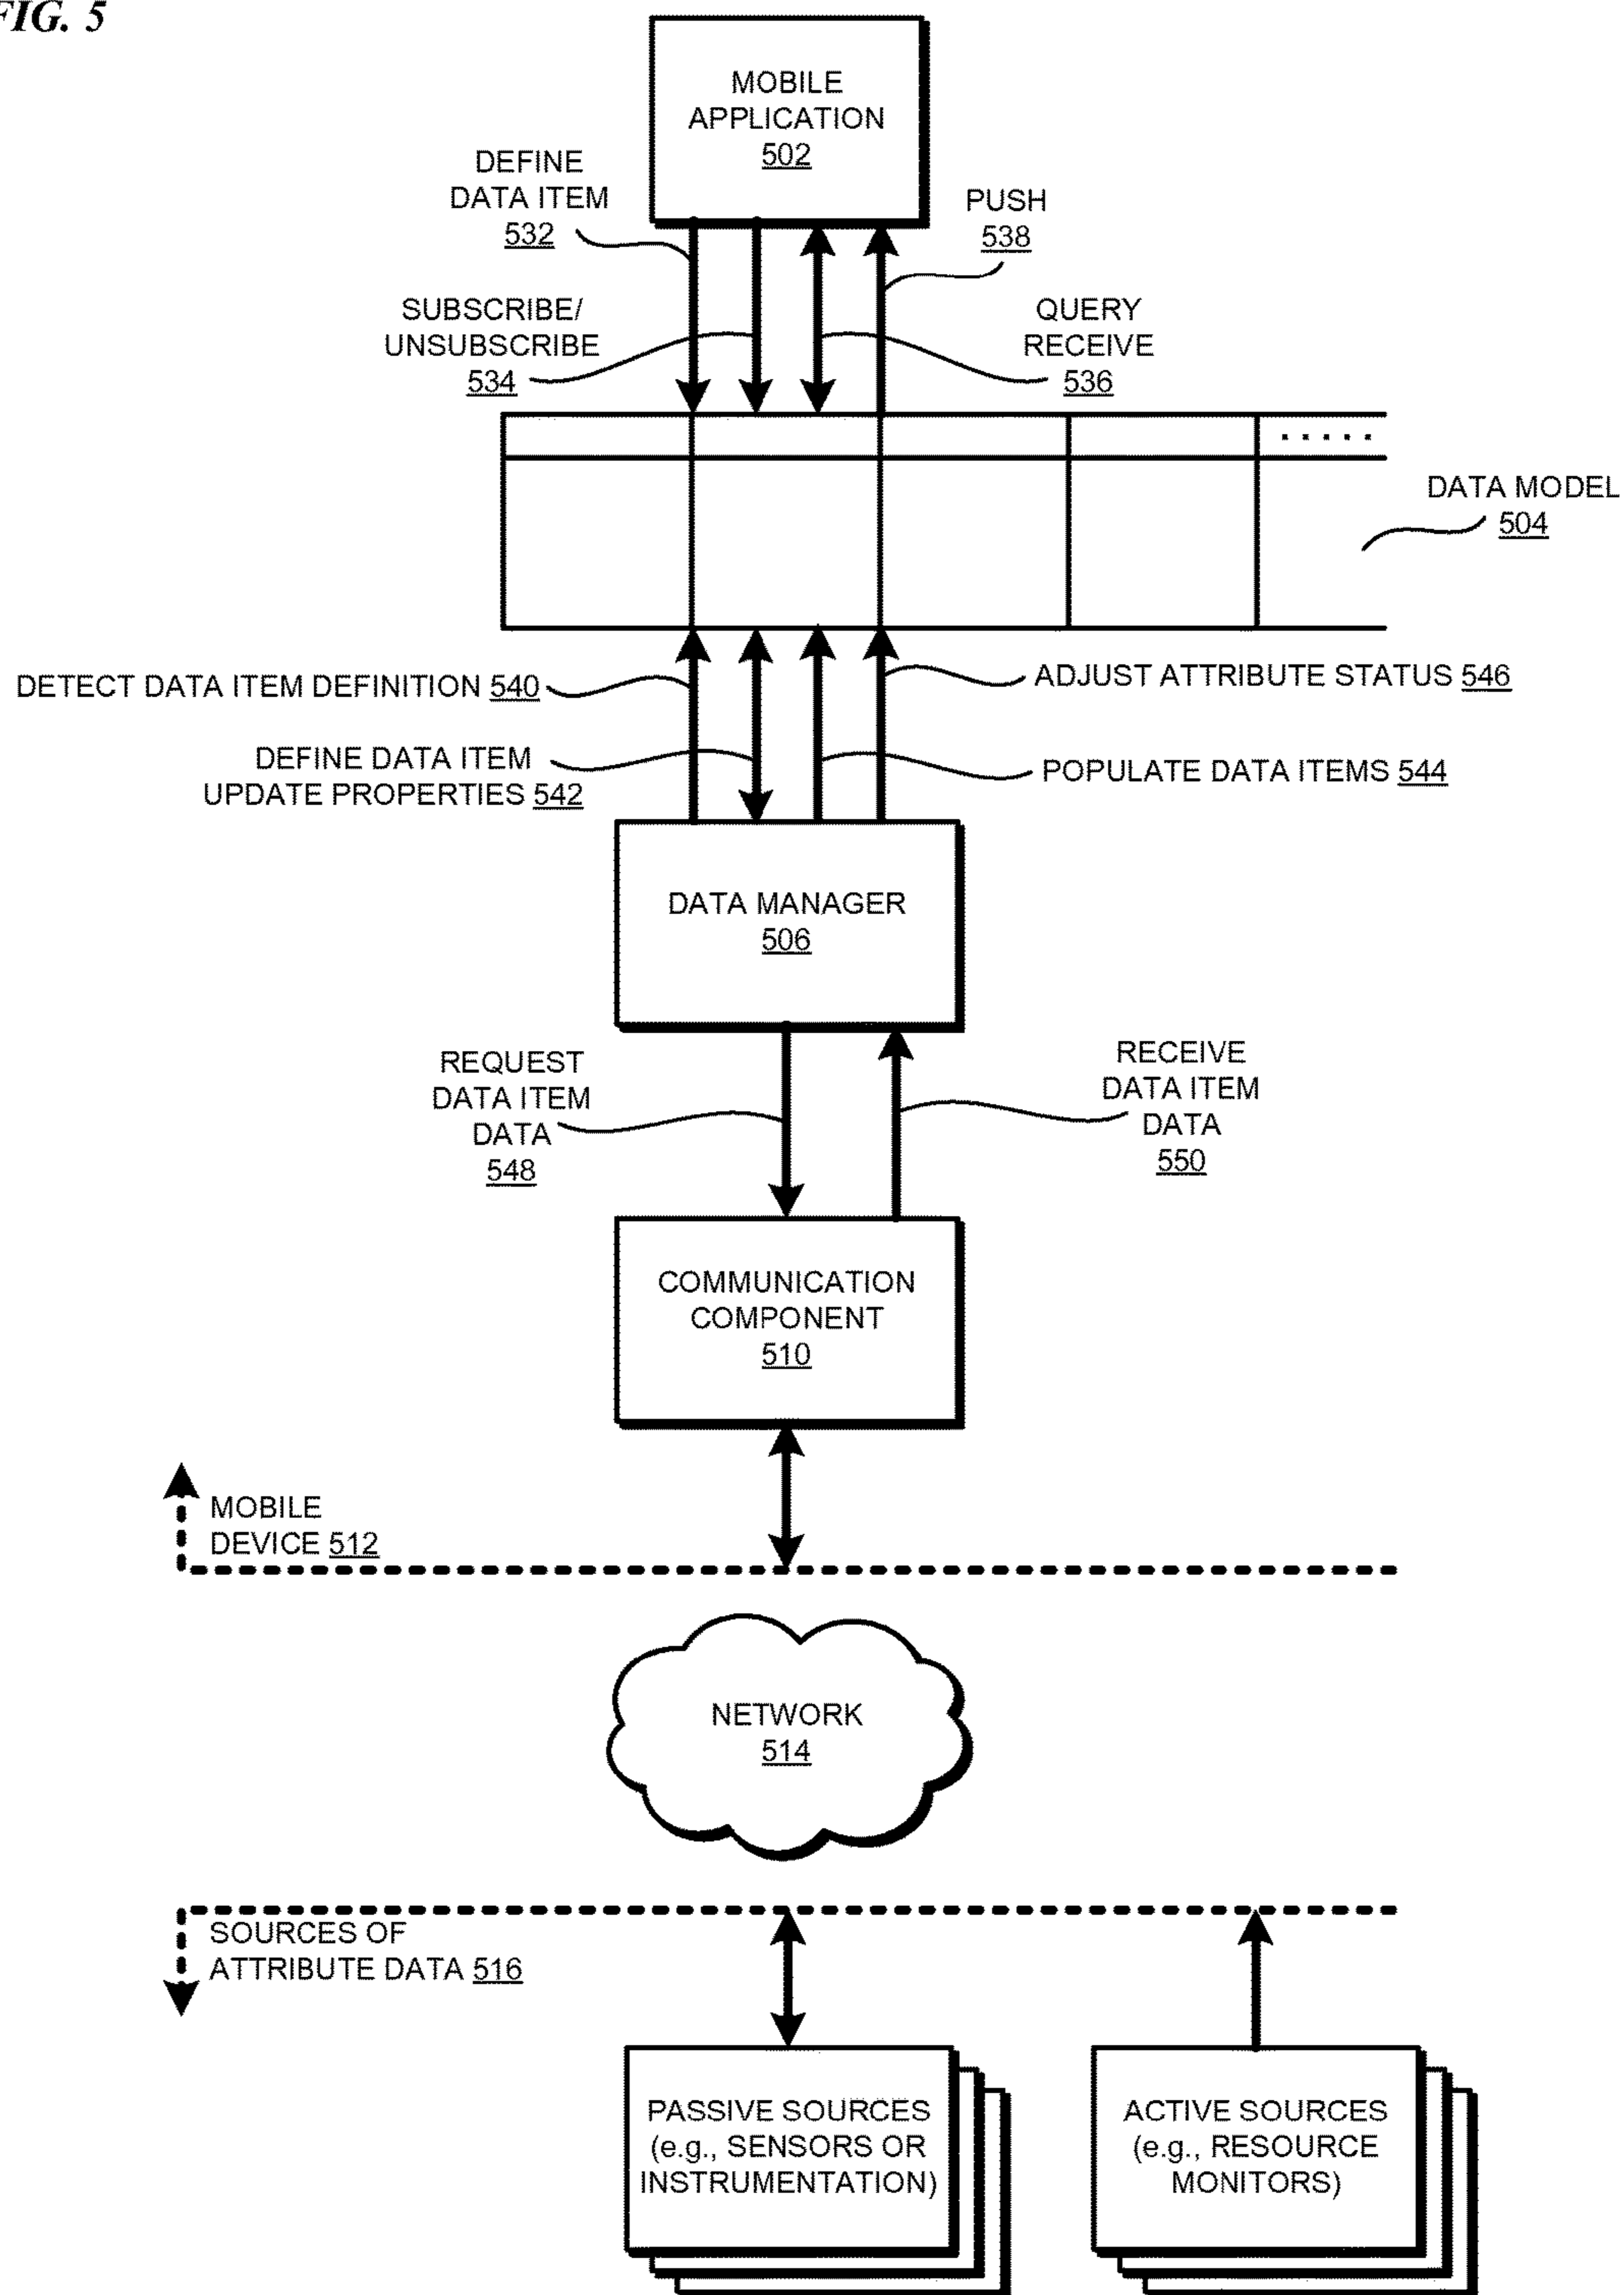 FIG. 5
MOBILE
APPLICATION
502
DEFINE
DATA ITEM
532
PUSH
538
SUBSCRIBE/
UNSUBSCRIBE
534
QUERY
RECEIVE
536
.....
DATA MODEL
504
DETECT DATA ITEM DEFINITION 540
ADJUST ATTRIBUTE STATUS 546
DEFINE DATA ITEM
UPDATE PROPERTIES 542
POPULATE DATA ITEMS 544
DATA MANAGER
506
REQUEST
DATA ITEM
DATA
548
RECEIVE
DATA ITEM
DATA
550
COMMUNICATION
COMPONENT
510
MOBILE
DEVICE 512
NETWORK
514
SOURCES OF
ATTRIBUTE DATA 516
PASSIVE SOURCES
(e.g., SENSORS OR
INSTRUMENTATION)
ACTIVE SOURCES
(e.g., RESOURCE
MONITORS)